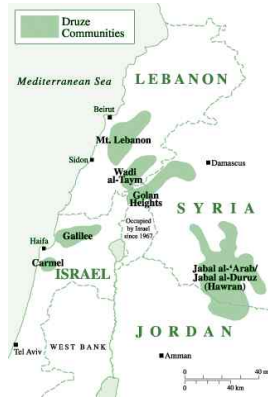 Druze
Communities
Mediterranean Sea
LEBANON
Beirut
Mt. Lebanon
Sidon
Wadi
al-Taym
Damascus
Golan
Heights
SYRIA
Occupied
by Israel
since 1967
Haifa
Galilee
Carmel
ISRAEL
Jabal al-‘Arab/
Jabal al-Duruz
(Hawran)
JORDAN
WEST BANK
Tel Aviv
Amman
0
40 m
0
40 km